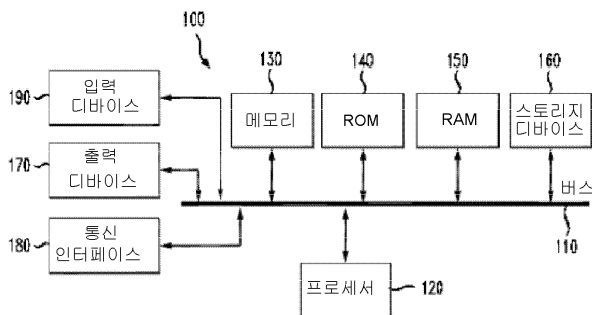 100
130
140
150
160
190
입력
디바이스
메모리
ROM
RAM
스토리지
디바이스
170
출력
디바이스
버스
110
180
통신
인터페이스
프로세서
120